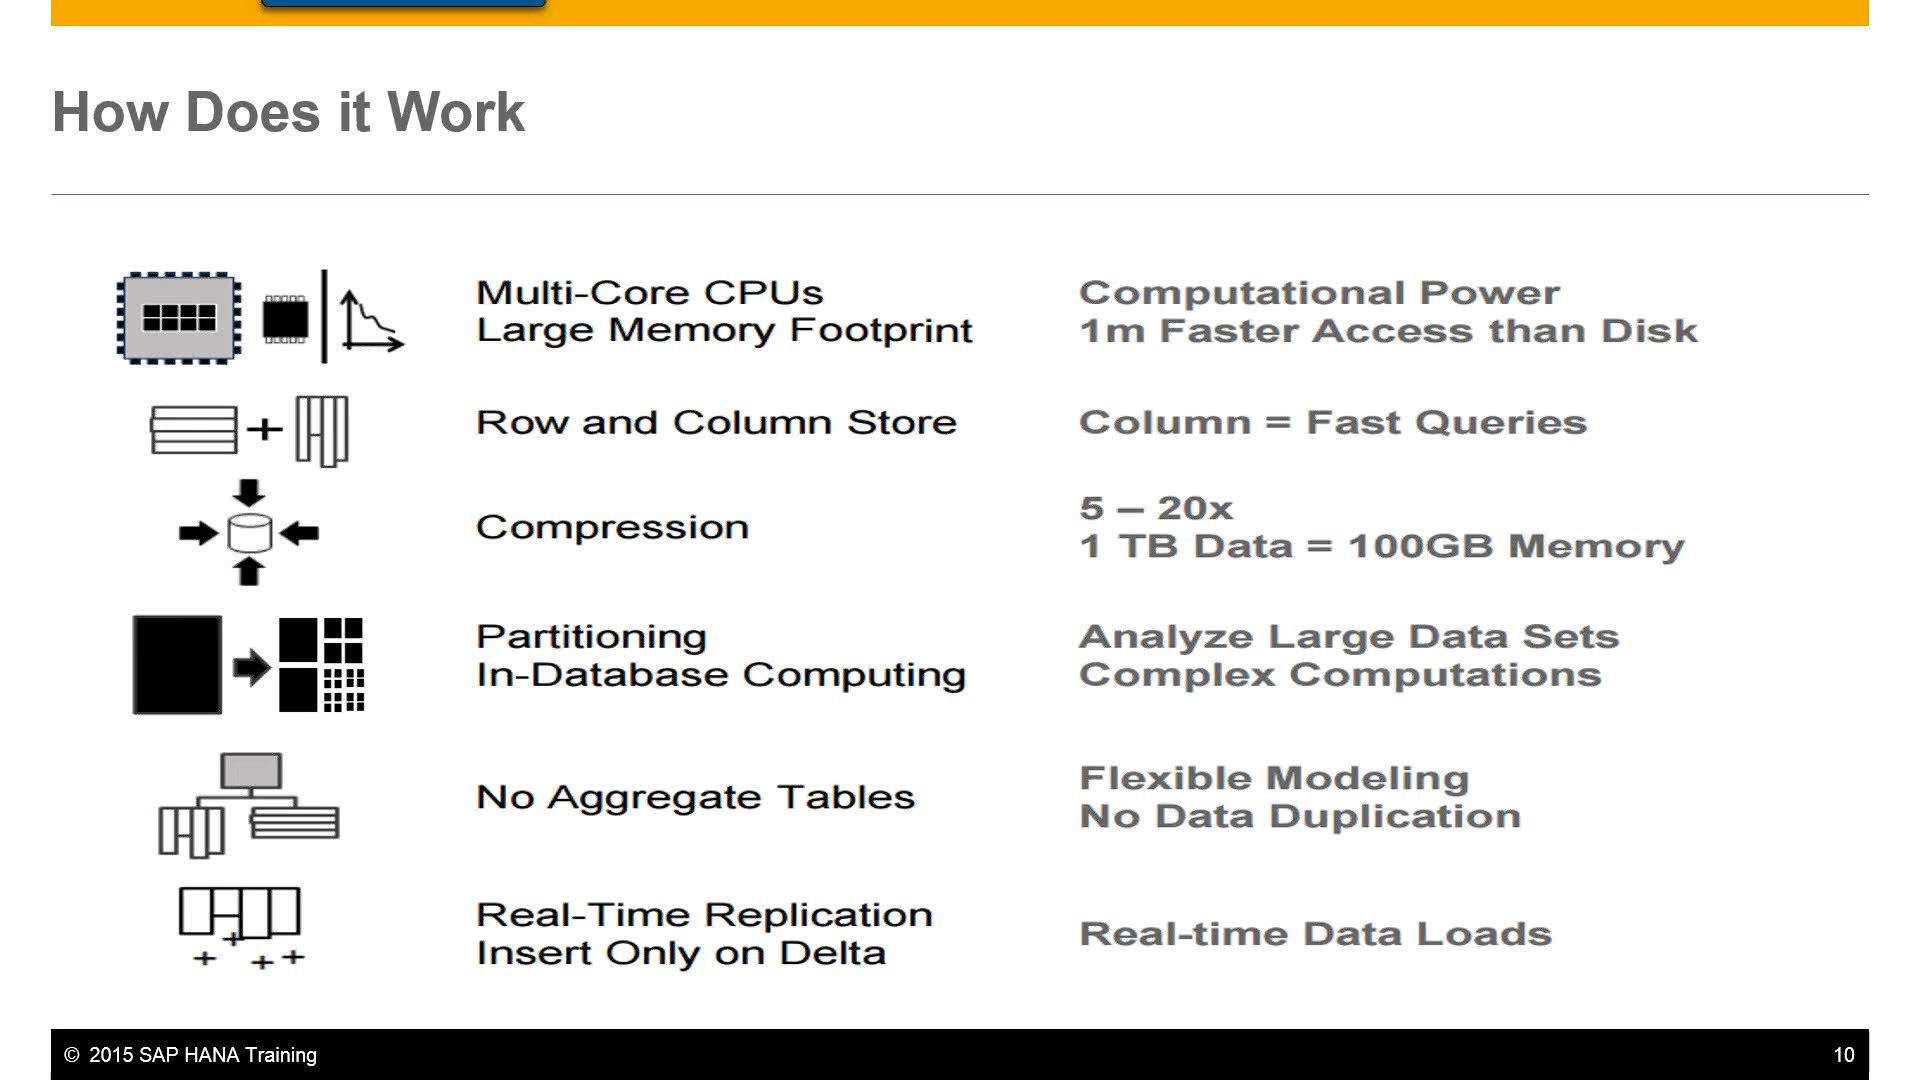 How Does it Work
Multi-Core CPUs
Large Memory Footprint
Computational Power
1m Faster Access than Disk
Row and Column Store
Column = Fast Queries
Compression
5 – 20x
1 TB Data = 100GB Memory
Partitioning
In-Database Computing
Analyze Large Data Sets
Complex Computations
No Aggregate Tables
Flexible Modeling
No Data Duplication
Real-Time Replication
Insert Only on Delta
Real-time Data Loads
© 2015 SAP HANA Training
10